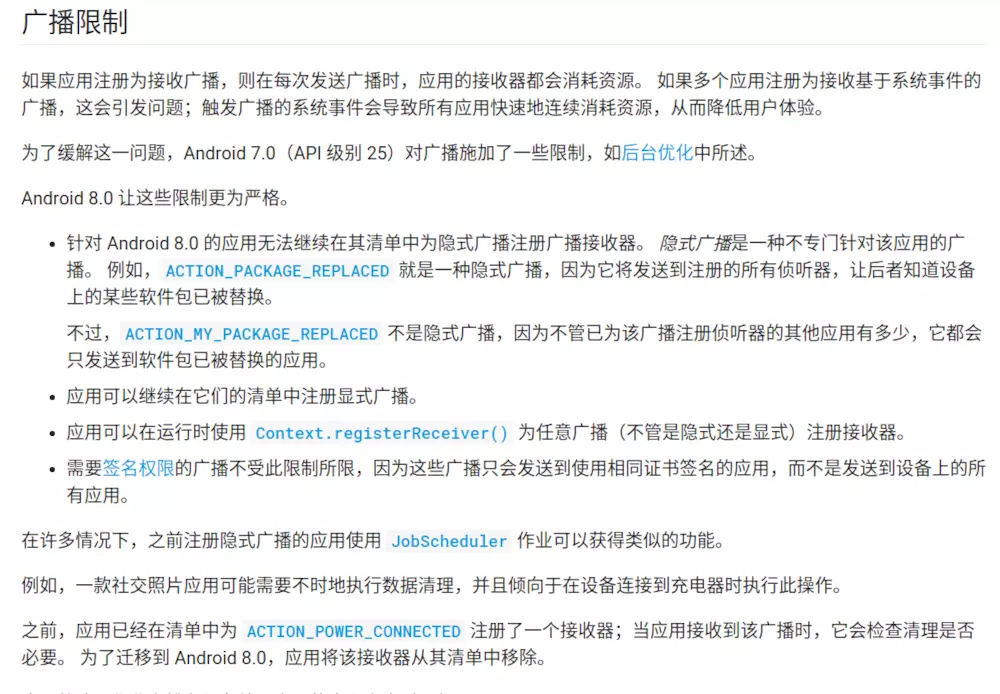 广播限制
如果应用注册为接收广播，则在每次发送广播时，应用的接收器都会消耗资源。 如果多个应用注册为接收基于系统事件的
广播，这会引发问题；触发广播的系统事件会导致所有应用快速地连续消耗资源，从而降低用户体验。
为了缓解这一问题，Android 7.0（API 级别 25）对广播施加了一些限制，如后台优化中所述。
Android 8.0 让这些限制更为严格。
• 针对 Android 8.0 的应用无法继续在其清单中为隐式广播注册广播接收器。 隐式广播是一种不专门针对该应用的广
播。 例如， ACTION_PACKAGE_REPLACED 就是一种隐式广播，因为它将发送到注册的所有侦听器，让后者知道设备
上的某些软件包已被替换。
不过， ACTION_MY_PACKAGE_REPLACED 不是隐式广播，因为不管已为该广播注册侦听器的其他应用有多少，它都会
只发送到软件包已被替换的应用。
• 应用可以继续在它们的清单中注册显式广播。
• 应用可以在运行时使用 Context.registerReceiver() 为任意广播（不管是隐式还是显式）注册接收器。
• 需要签名权限的广播不受此限制所限，因为这些广播只会发送到使用相同证书签名的应用，而不是发送到设备上的所
有应用。
在许多情况下，之前注册隐式广播的应用使用 JobScheduler 作业可以获得类似的功能。
例如，一款社交照片应用可能需要不时地执行数据清理，并且倾向于在设备连接到充电器时执行此操作。
之前，应用已经在清单中为 ACTION_POWER_CONNECTED 注册了一个接收器；当应用接收到该广播时，它会检查清理是否
必要。 为了迁移到 Android 8.0，应用将该接收器从其清单中移除。